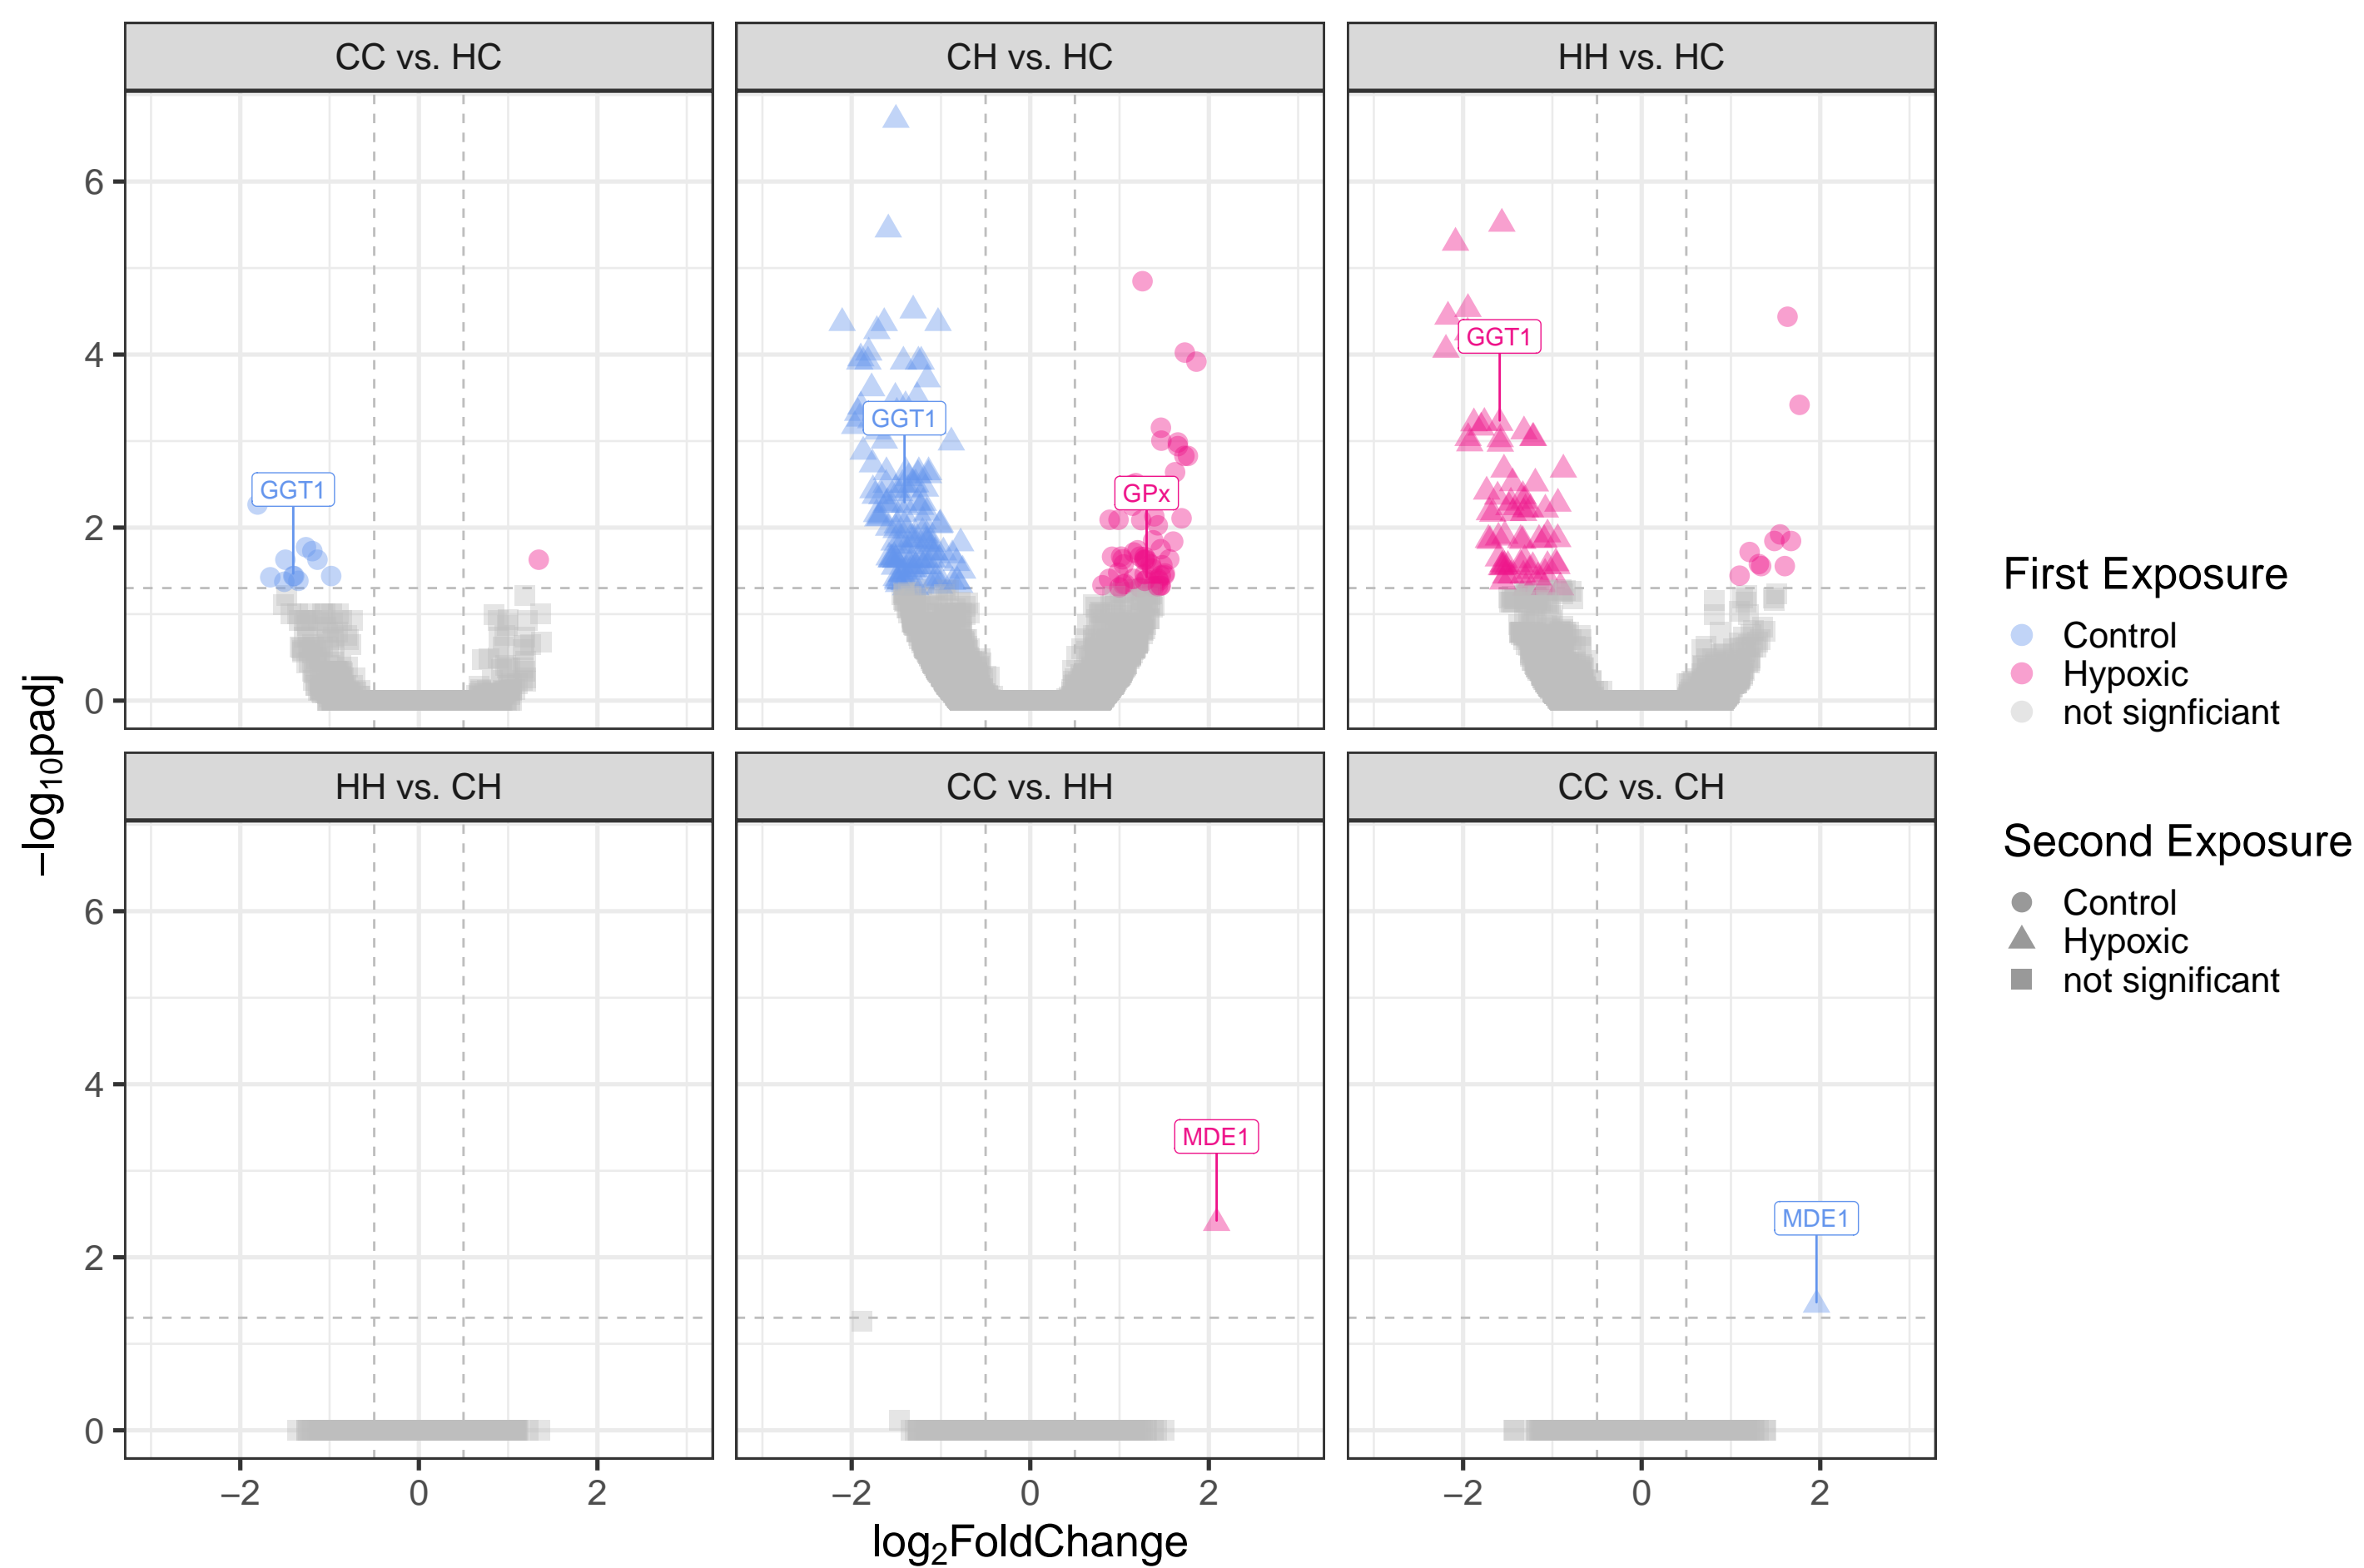 CC vs. HC
CH vs. HC
HH vs. HC
6
4
2
0
GGT1
GGT1
GPx
GGT1
HH vs. CH
CC vs. HH
CC vs. CH
6
4
2
0
MDE1
MDE1
−2
0
2
−2
0
2
−2
0
2
log2FoldChange
−log10padj
First Exposure
Control
Hypoxic
not signficiant
Second Exposure
Control
Hypoxic
not significant